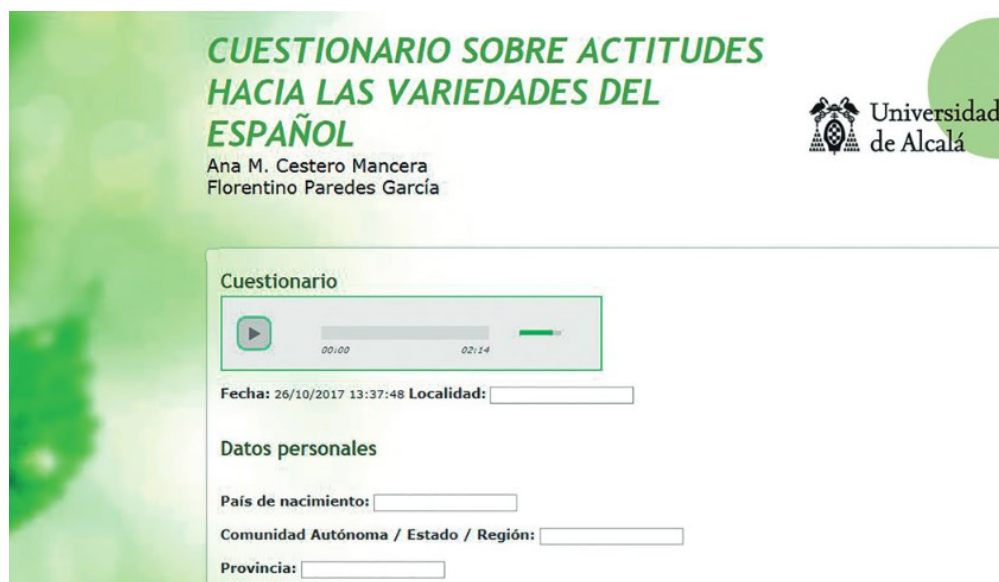 CUESTIONARIO SOBRE ACTITUDES
HACIA LAS VARIEDADES DEL
ESPAÑOL
Ana M. Cestero Mancera
Florentino Paredes García
Universidad
de Alcalá
Cuestionario
00:00 02:14
Fecha: 26/10/2017 13:37:48 Localidad:
Datos personales
País de nacimiento:
Comunidad Autónoma / Estado / Región:
Provincia: